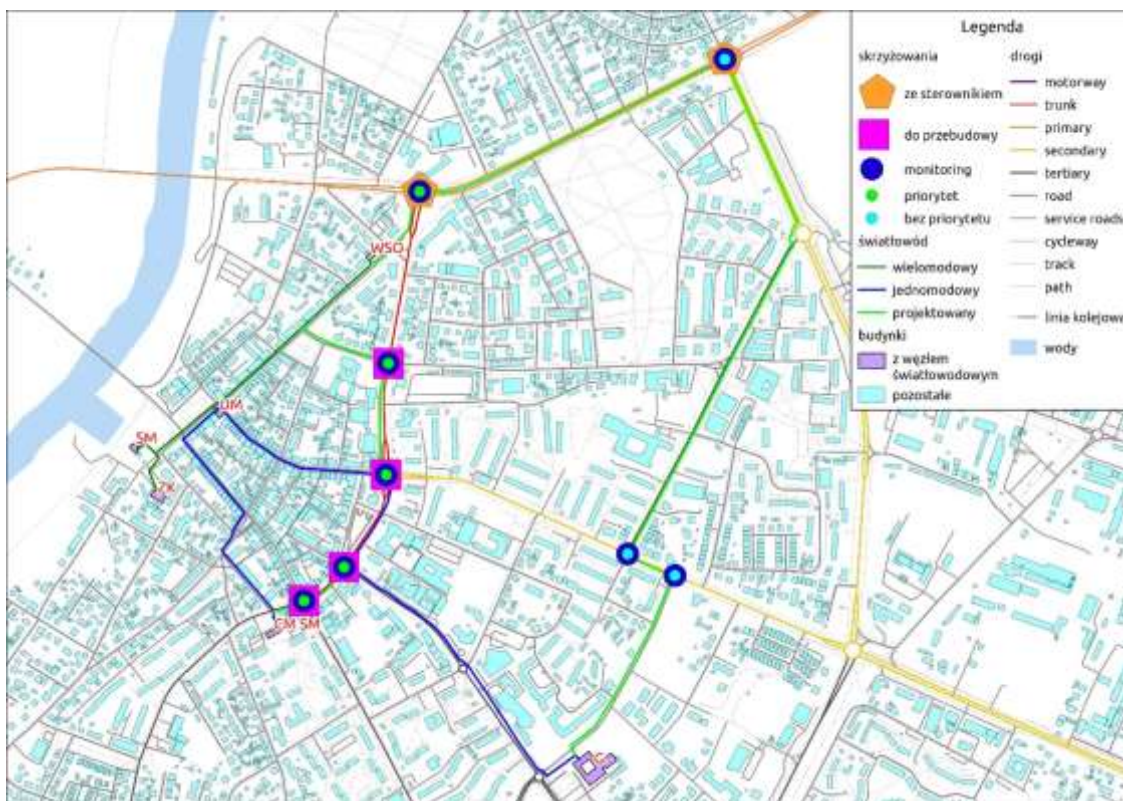 Legenda
skrzyżowania
ze sterownikiem
do przebudowy
monitoring
priorytet
bez priorytetu
światłowód
wielomodowy
jednomodowy
projektowany
budynki
z węzłem
światłowodowym
pozostałe
drogi
motorway
trunk
primary
secondary
tertiary
road
service roads
cycleway
track
path
linia kolejowa
wody
WSO
UM
SM
CM SM